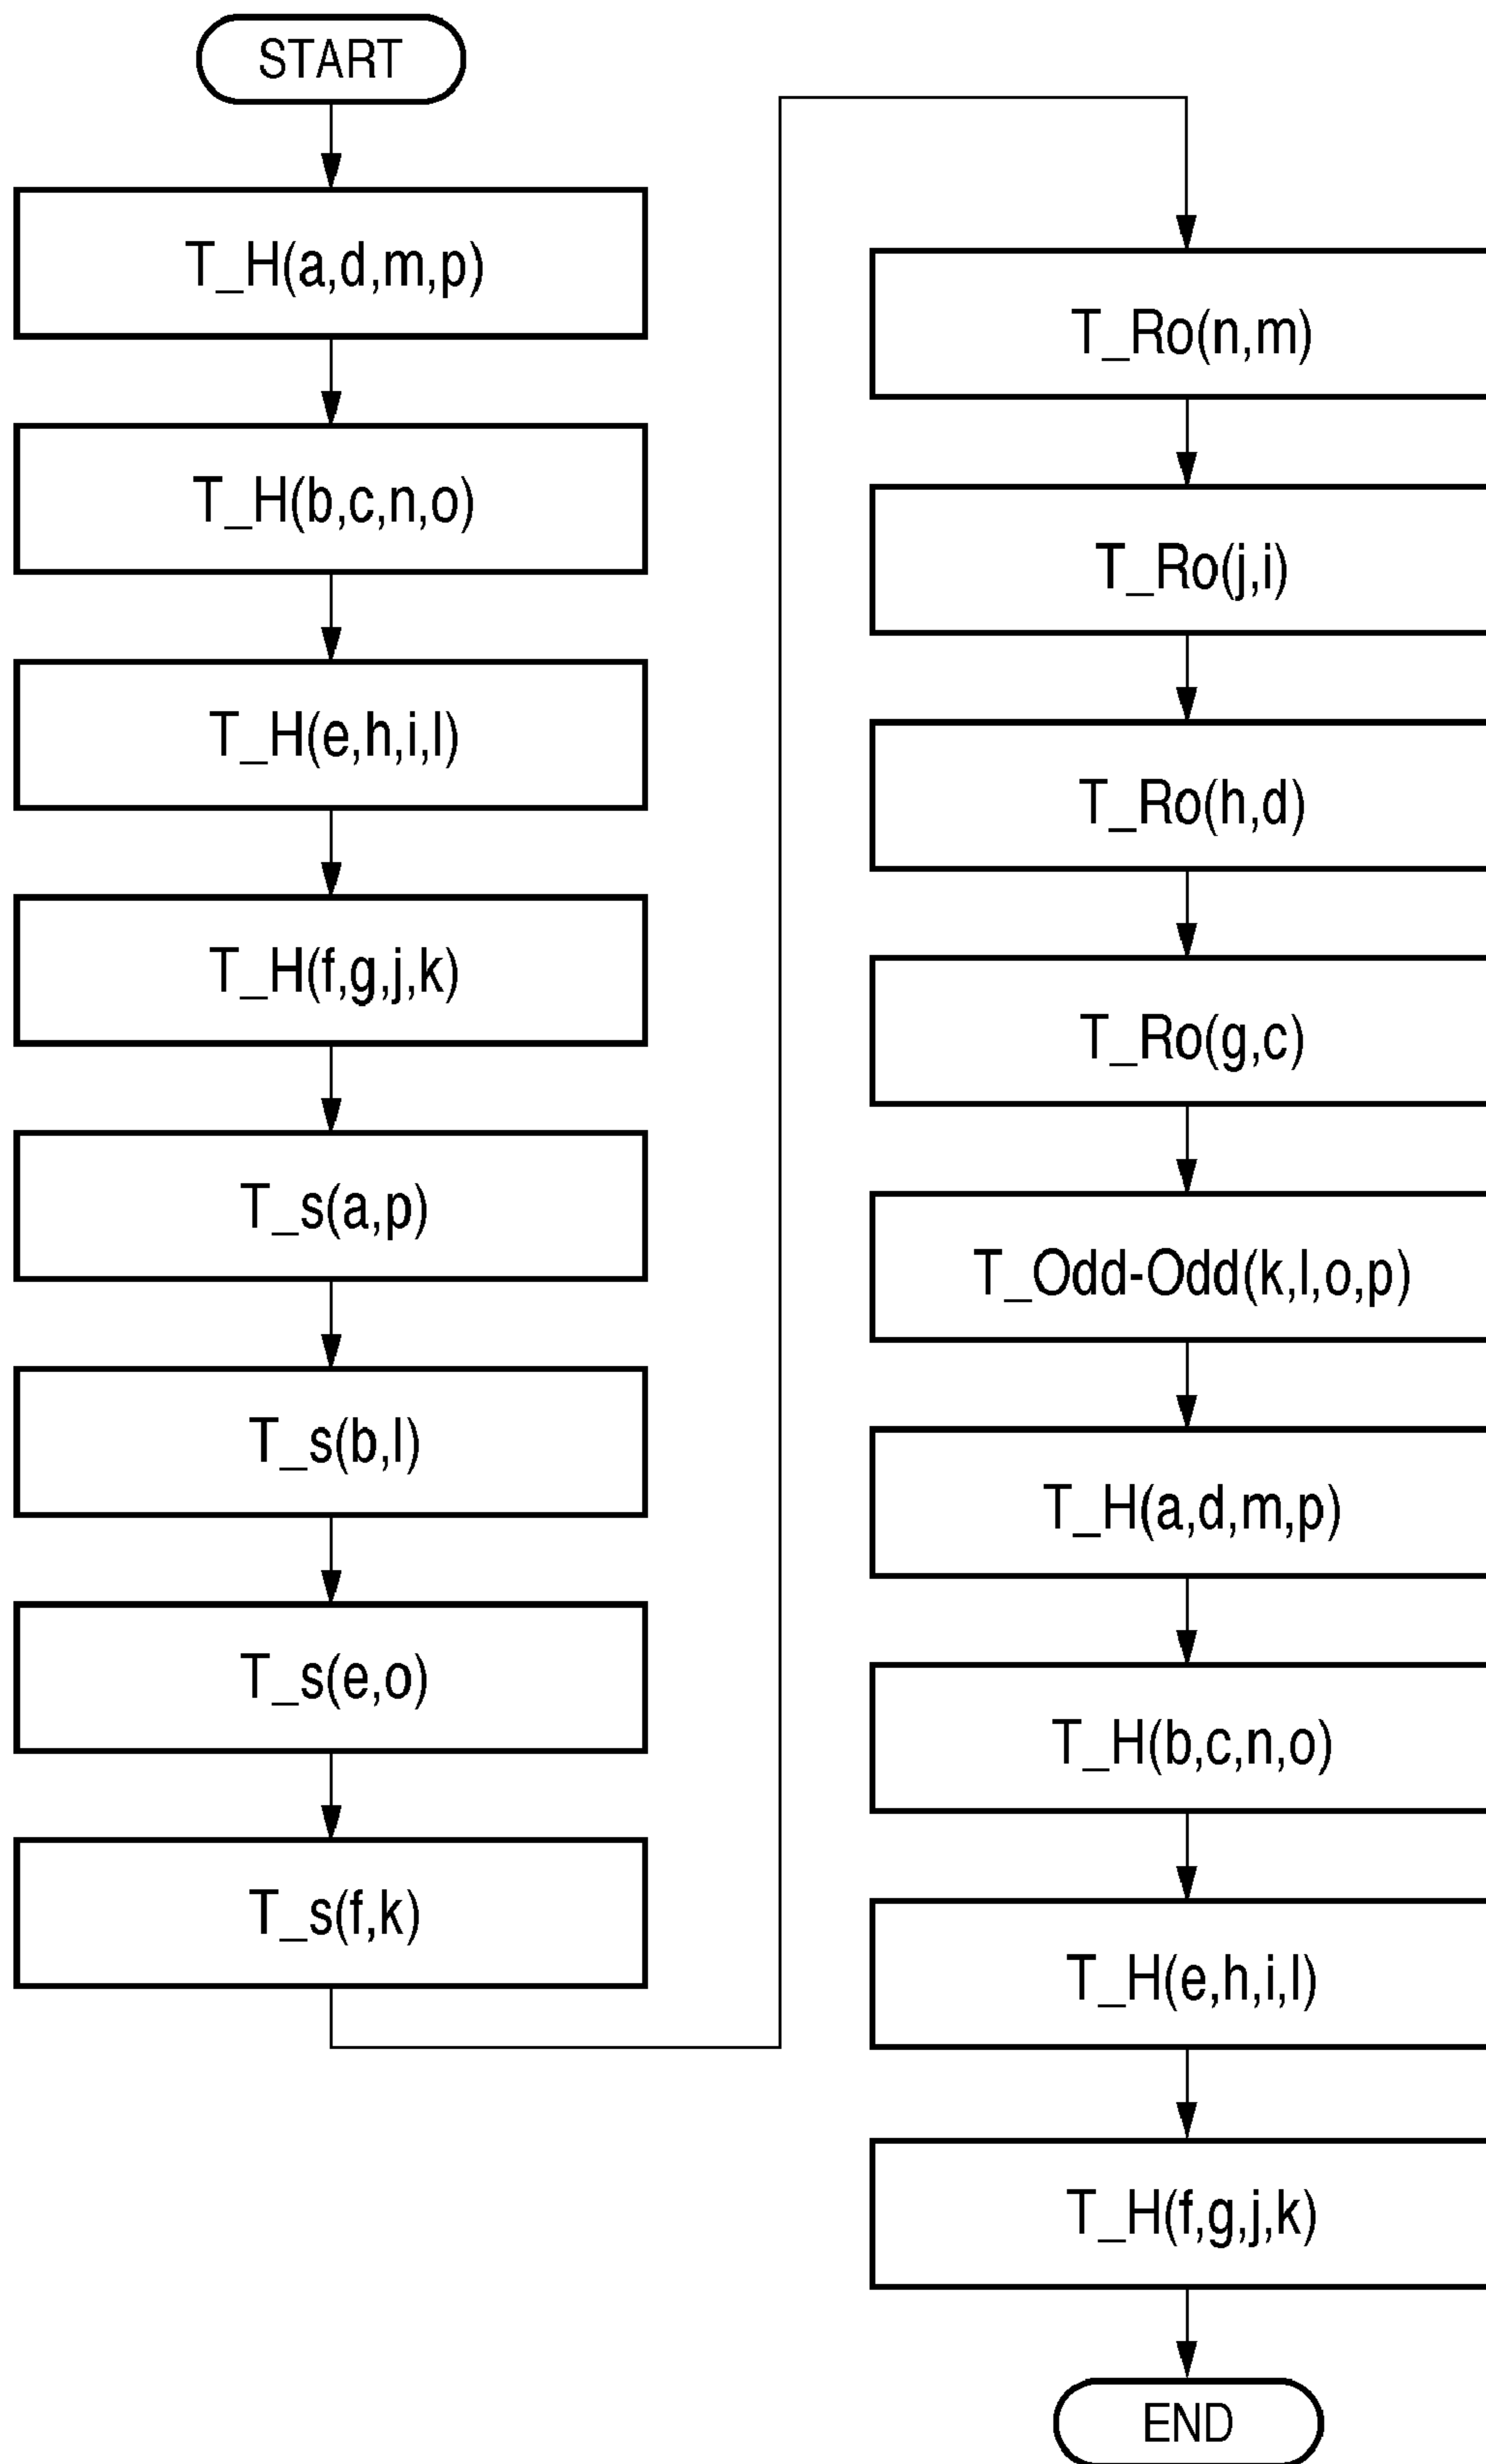 START
T_H(a,d,m,p)
T_H(b,c,n,o)
T_H(e,h,i,l)
T_H(f,g,j,k)
T_s(a,p)
T_s(b,l)
T_s(e,o)
T_s(f,k)
T_Ro(n,m)
T_Ro(j,i)
T_Ro(h,d)
T_Ro(g,c)
T_Odd-Odd(k,l,o,p)
T_H(a,d,m,p)
T_H(b,c,n,o)
T_H(e,h,i,l)
T_H(f,g,j,k)
END